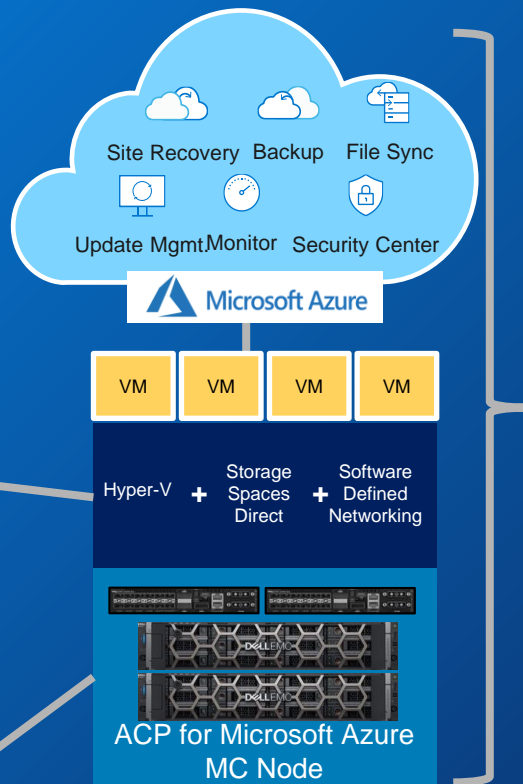 Site Recovery Backup File Sync
Update Mgmt. Monitor Security Center
Microsoft Azure
VM VM VM VM
Hyper-V + Storage Spaces Direct + Software Defined Networking
DELLEMC
DELLEMC
ACP for Microsoft Azure
MC Node